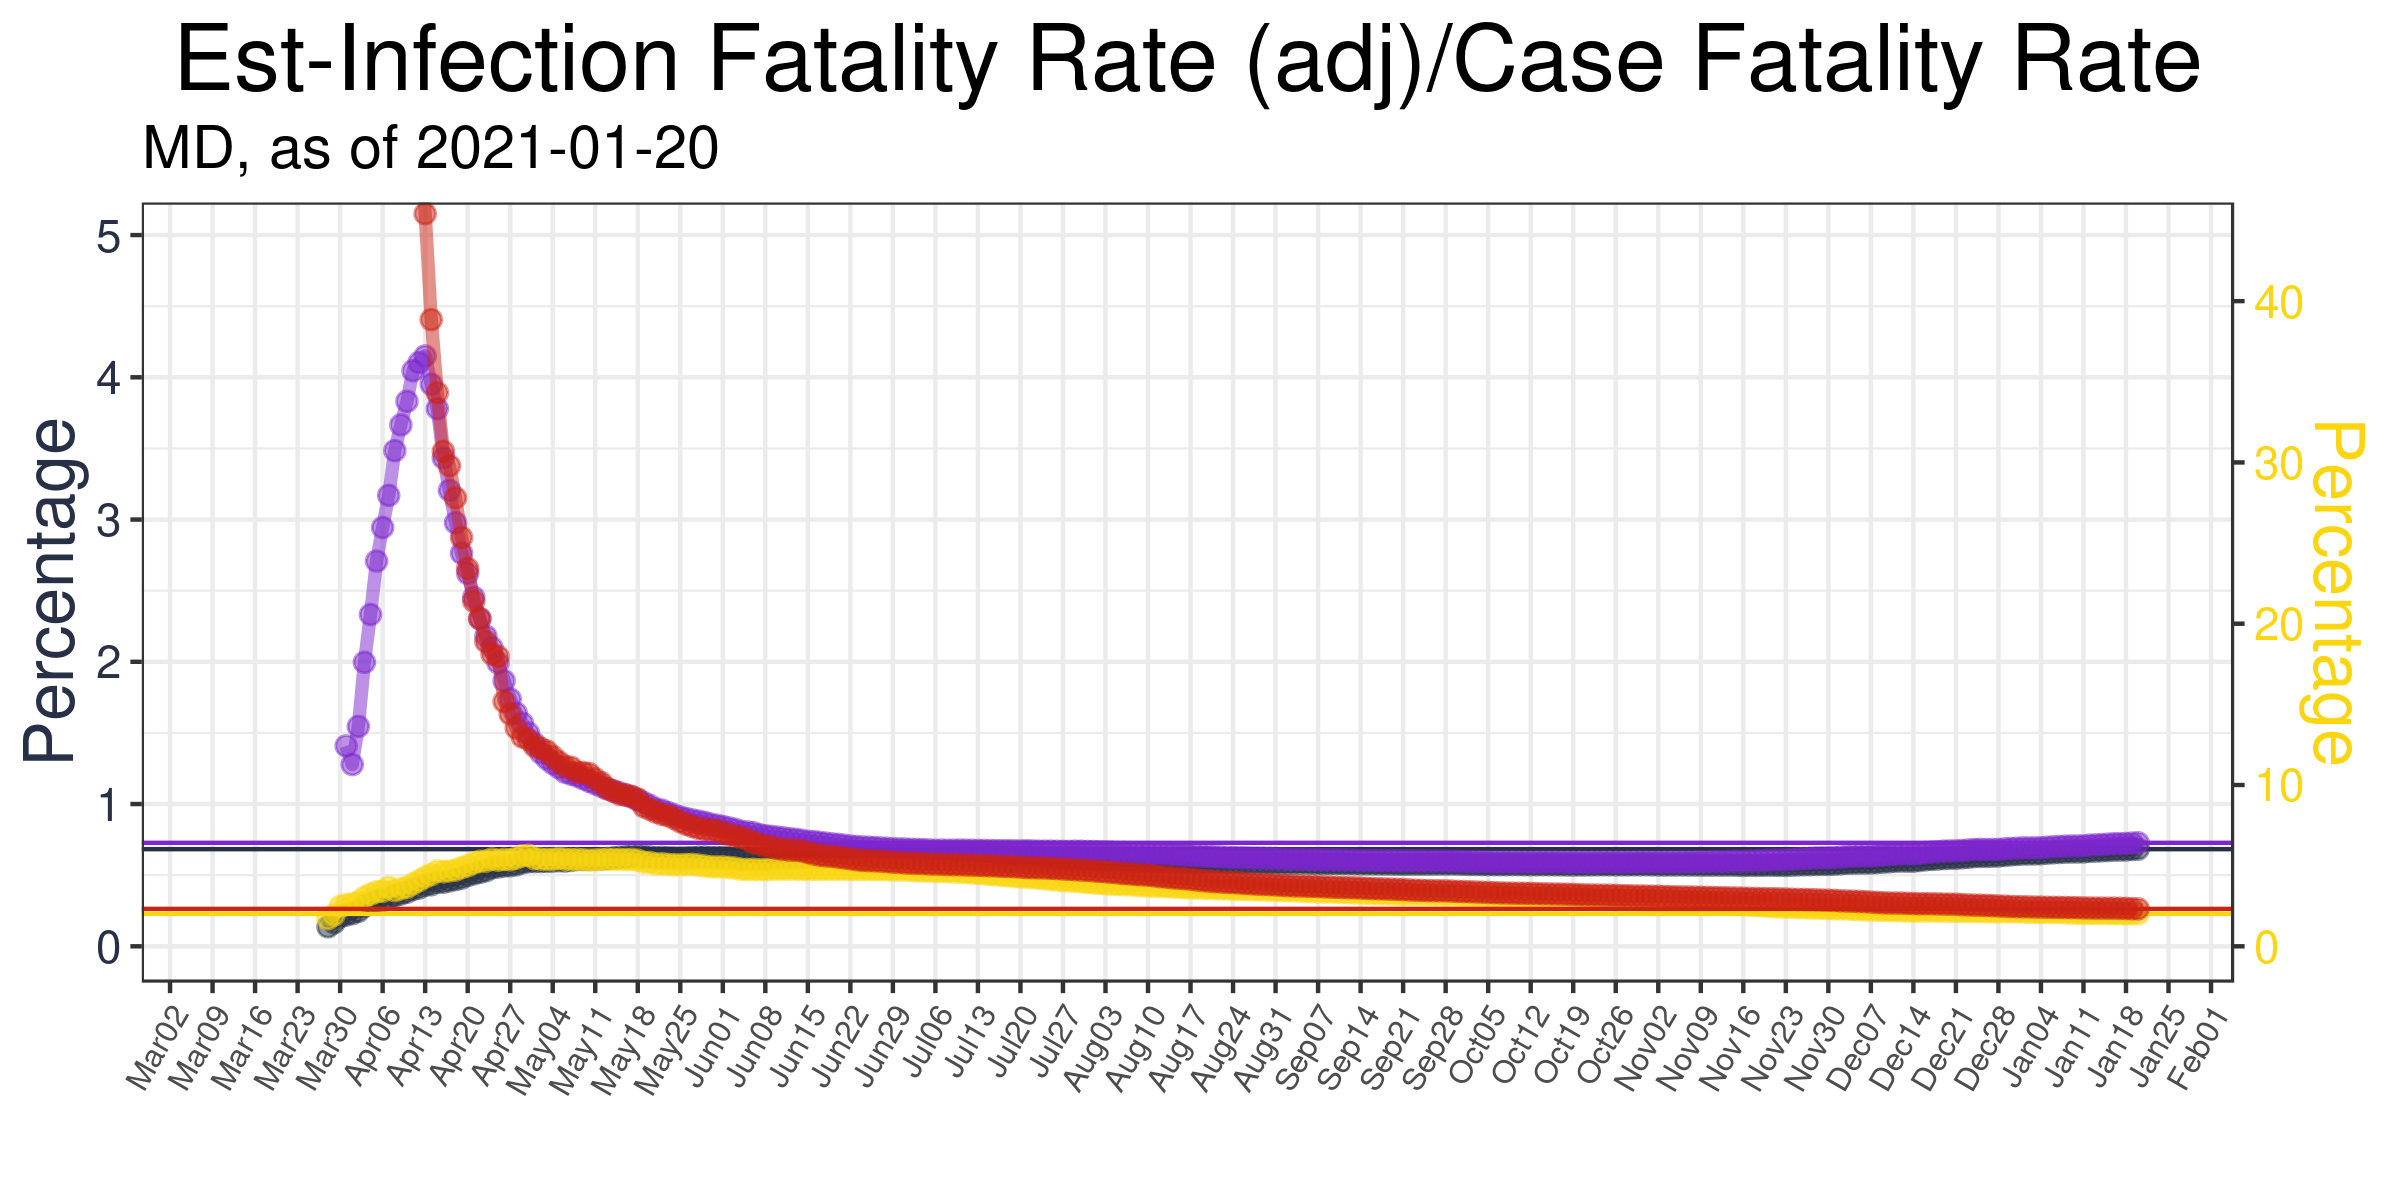 Est-Infection Fatality Rate (adj)/Case Fatality Rate
MD, as of 2021-01-20
Percentage
5
4
3
2
1
0
40
30
20
10
0
Percentage
Mar02
Mar09
Mar16
Mar23
Mar30
Apr06
Apr13
Apr20
Apr27
May04
May11
May18
May25
Jun01
Jun08
Jun15
Jun22
Jun29
Jul06
Jul13
Jul20
Jul27
Aug03
Aug10
Aug17
Aug24
Aug31
Sep07
Sep14
Sep21
Sep28
Oct05
Oct12
Oct19
Oct26
Nov02
Nov09
Nov16
Nov23
Nov30
Dec07
Dec14
Dec21
Dec28
Jan04
Jan11
Jan18
Jan25
Feb01